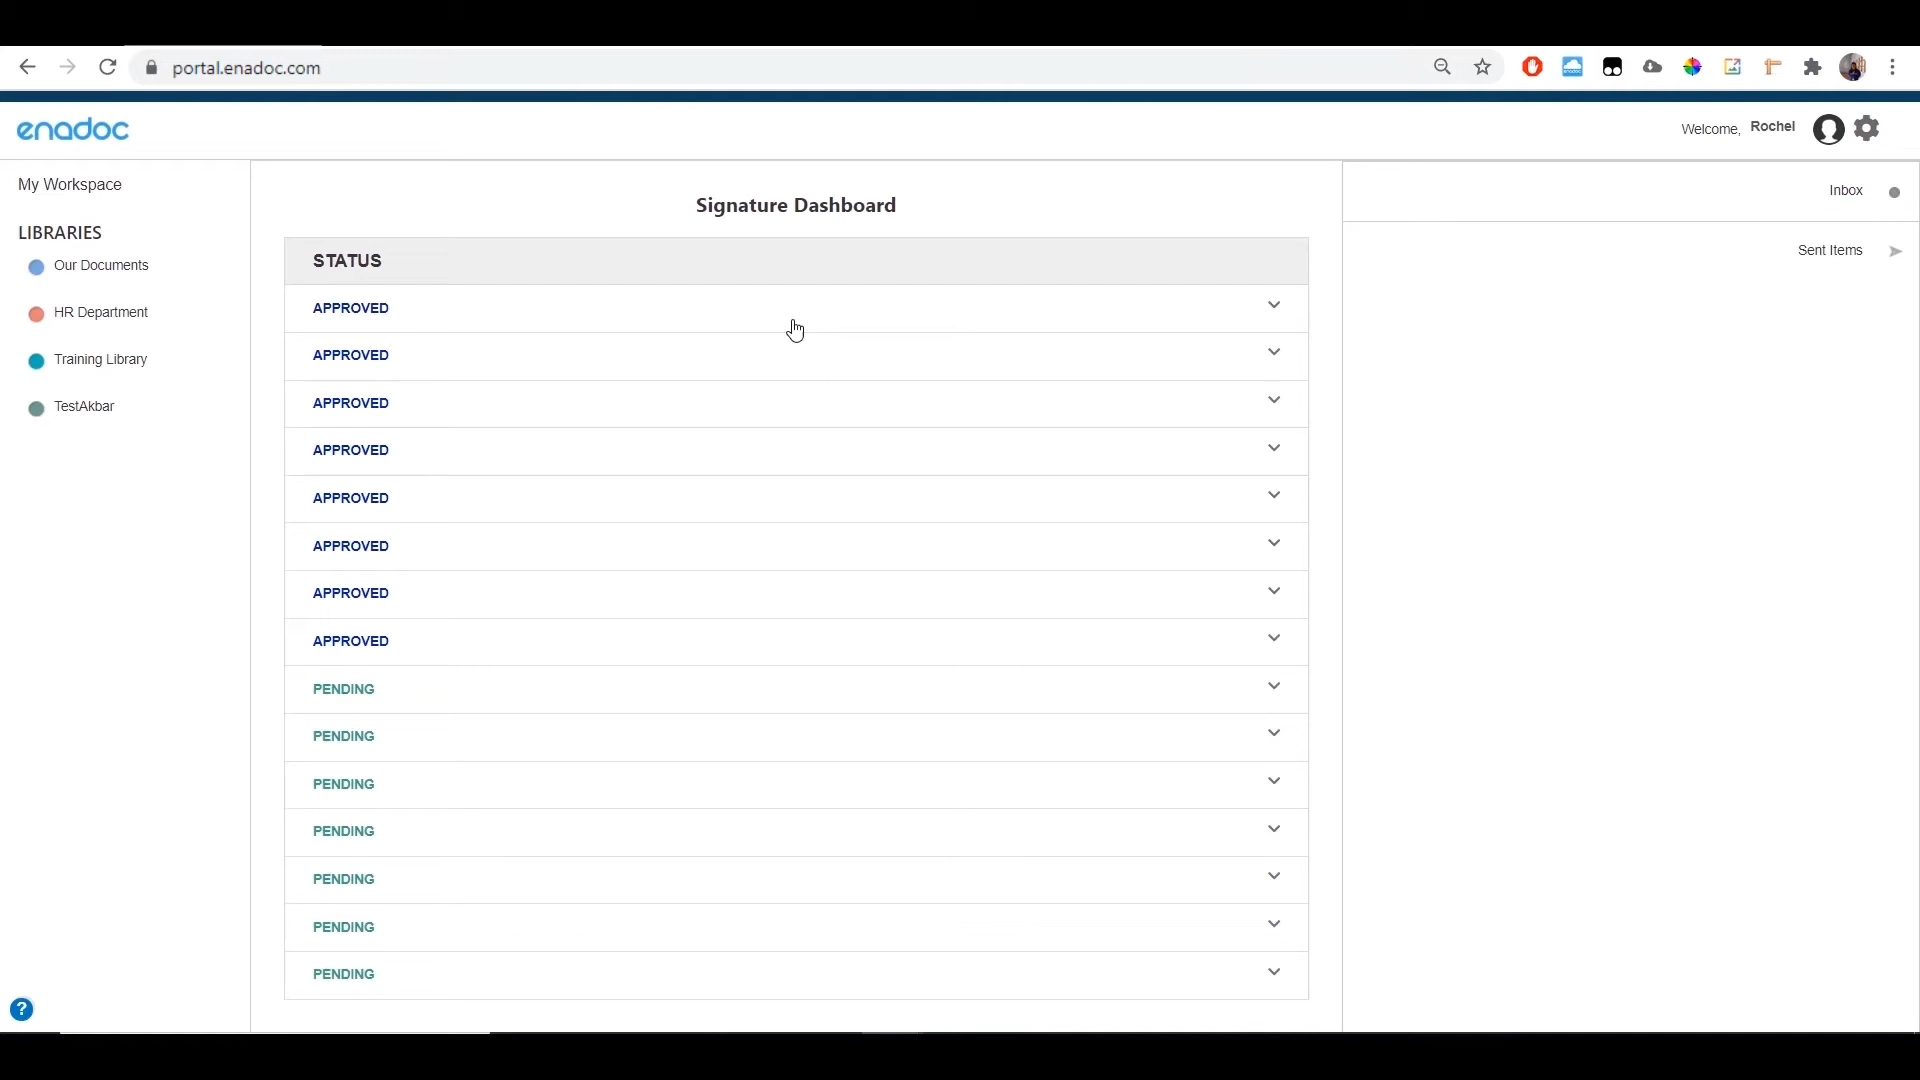 portal.enadoc.com
enadoc
Welcome, Rochel
My Workspace
LIBRARIES
Our Documents
HR Department
Training Library
TestAkbar
Signature Dashboard
STATUS
APPROVED
APPROVED
APPROVED
APPROVED
APPROVED
APPROVED
APPROVED
APPROVED
PENDING
PENDING
PENDING
PENDING
PENDING
PENDING
PENDING
Inbox
Sent Items
?